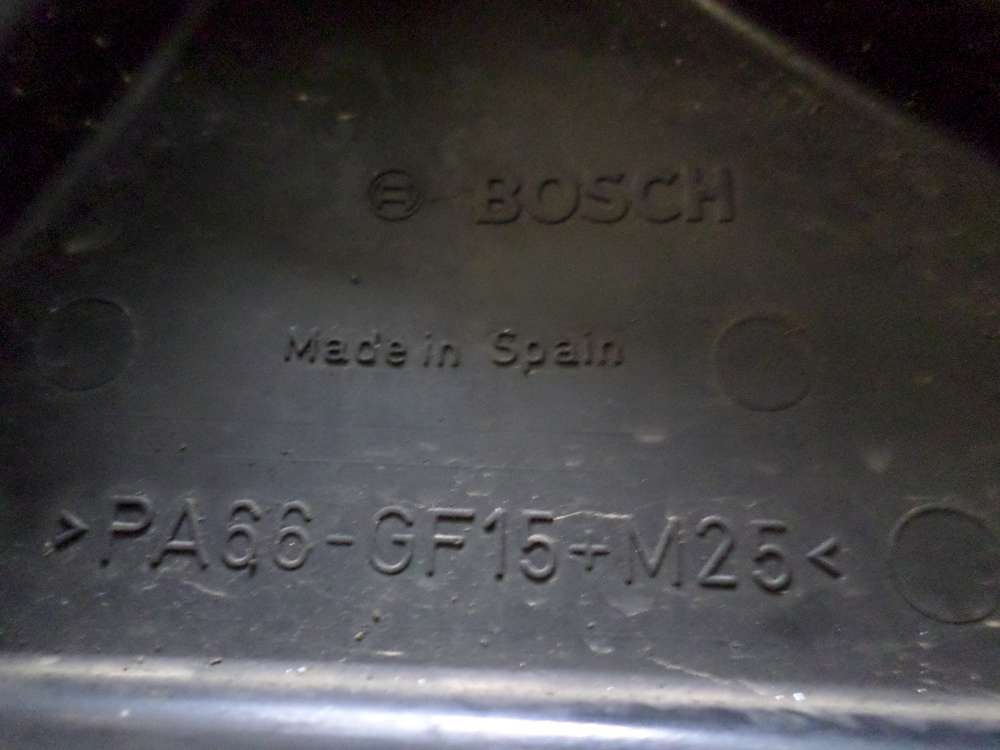 BOSCH
Made in Spain
>PA66-GF15+M25<